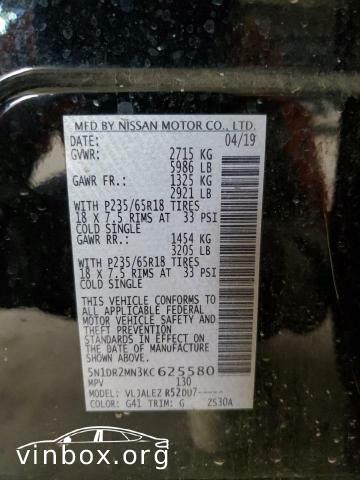 MFD BY NISSAN MOTOR CO., LTD.
DATE: 04/19
GVWR: 2715 KG
5986 LB
GAWR FR.: 1325 KG
2921 LB
WITH P235/65R18 TIRES
18 X 7.5 RIMS AT 33 PSI
COLD SINGLE
GAWR RR.: 1454 KG
3205 LB
WITH P235/65R18 TIRES
18 X 7.5 RIMS AT 33 PSI
COLD SINGLE
THIS VEHICLE CONFORMS TO
ALL APPLICABLE FEDERAL
MOTOR VEHICLE SAFETY, BUMPER,
AND THEFT PREVENTION
STANDARDS IN EFFECT ON THE
DATE OF MANUFACTURE SHOWN
ABOVE.
5N1DR2MN3KC625580
MPV 130
MODEL: VLJALEZ R52DU7-----
COLOR: G41 TRIM: G 2S30A
vinbox.org